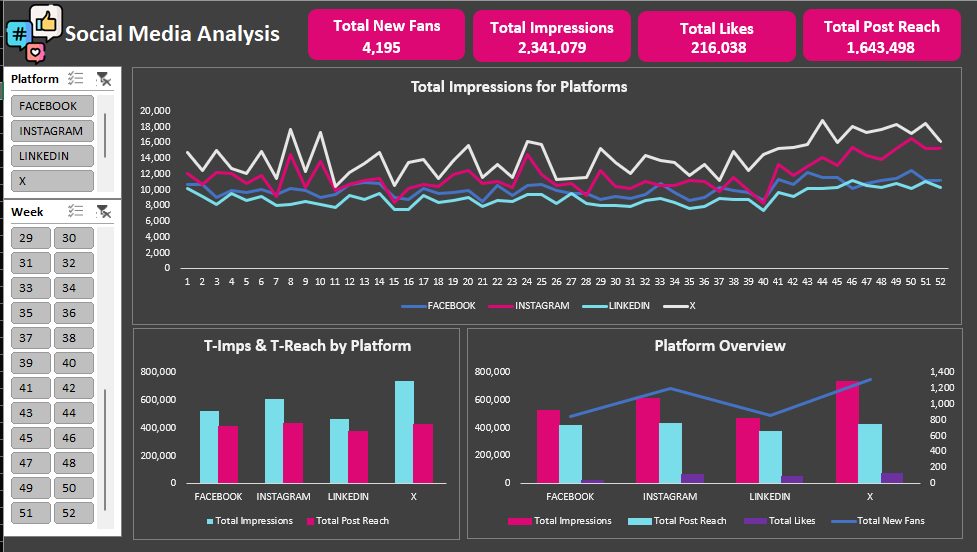 #
Social Media Analysis
Total New Fans
4,195
Total Impressions
2,341,079
Total Likes
216,038
Total Post Reach
1,643,498
Platform
FACEBOOK
INSTAGRAM
LINKEDIN
X
Week
29 30
31 32
33 34
35 36
37 38
39 40
41 42
43 44
45 46
47 48
49 50
51 52
Total Impressions for Platforms
20,000
18,000
16,000
14,000
12,000
10,000
8,000
6,000
4,000
2,000
0
1 2 3 4 5 6 7 8 9 10 11 12 13 14 15 16 17 18 19 20 21 22 23 24 25 26 27 28 29 30 31 32 33 34 35 36 37 38 39 40 41 42 43 44 45 46 47 48 49 50 51 52
FACEBOOK INSTAGRAM LINKEDIN X
T-Imps & T-Reach by Platform
800,000
600,000
400,000
200,000
0
FACEBOOK INSTAGRAM LINKEDIN X
Total Impressions Total Post Reach
Platform Overview
800,000 1,400
1,200
600,000 1,000
400,000 800
600
200,000 400
200
0 0
FACEBOOK INSTAGRAM LINKEDIN X
Total Impressions Total Post Reach Total Likes Total New Fans